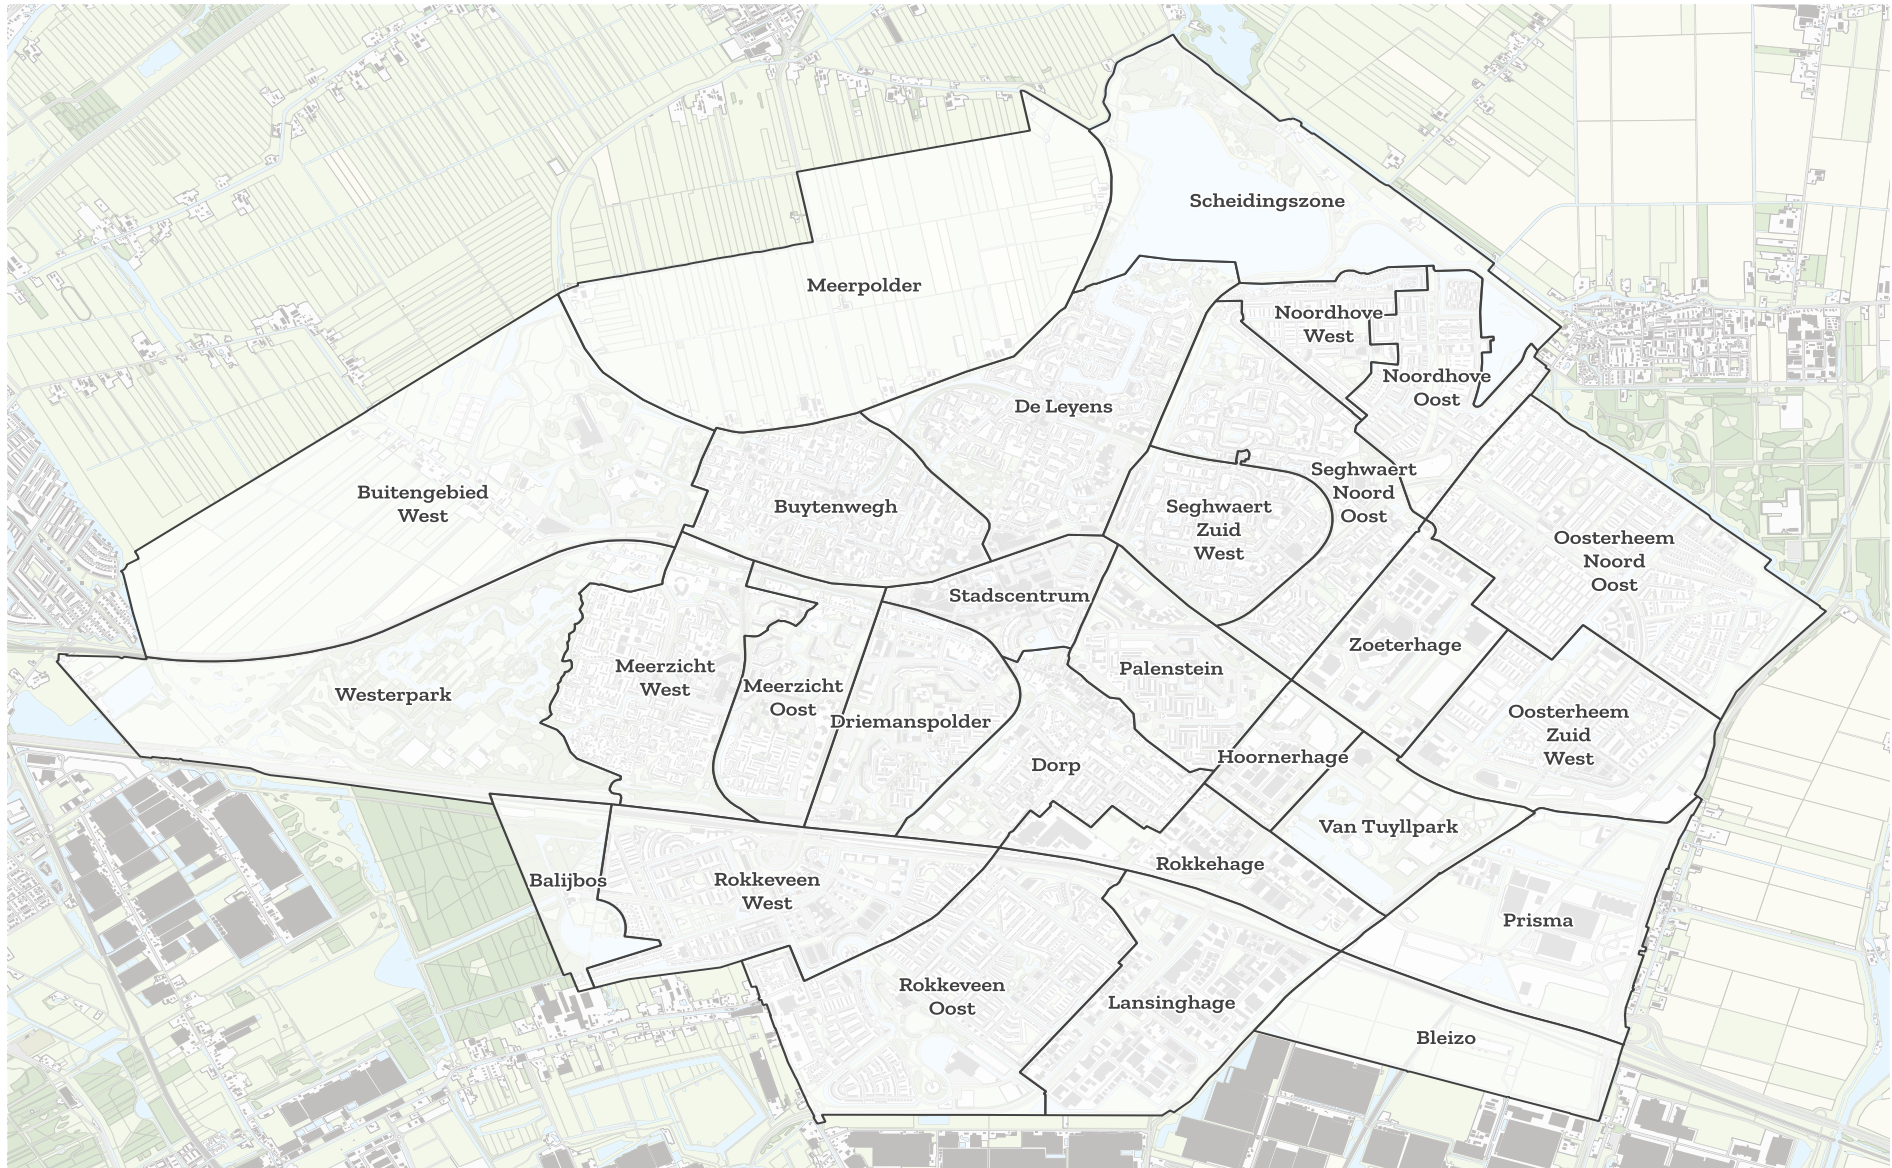 Scheidingszone
Meerpolder
Noordhove
West
Noordhove
Oost
De Leyens
Buitengebied
West
Buytenwegh
Seghwaert
Noord
Oost
Seghwaert
Zuid
West
Oosterheem
Noord
Oost
Stadscentrum
Zoeterhage
Meerzicht
West
Palenstein
Westerpark
Meerzicht
Oost
Driemanspolder
Oosterheem
Zuid
West
Dorp
Hoornerhage
Van Tuyllpark
Rokkehage
Balijbos
Rokkeveen
West
Prisma
Rokkeveen
Oost
Lansinghage
Bleizo